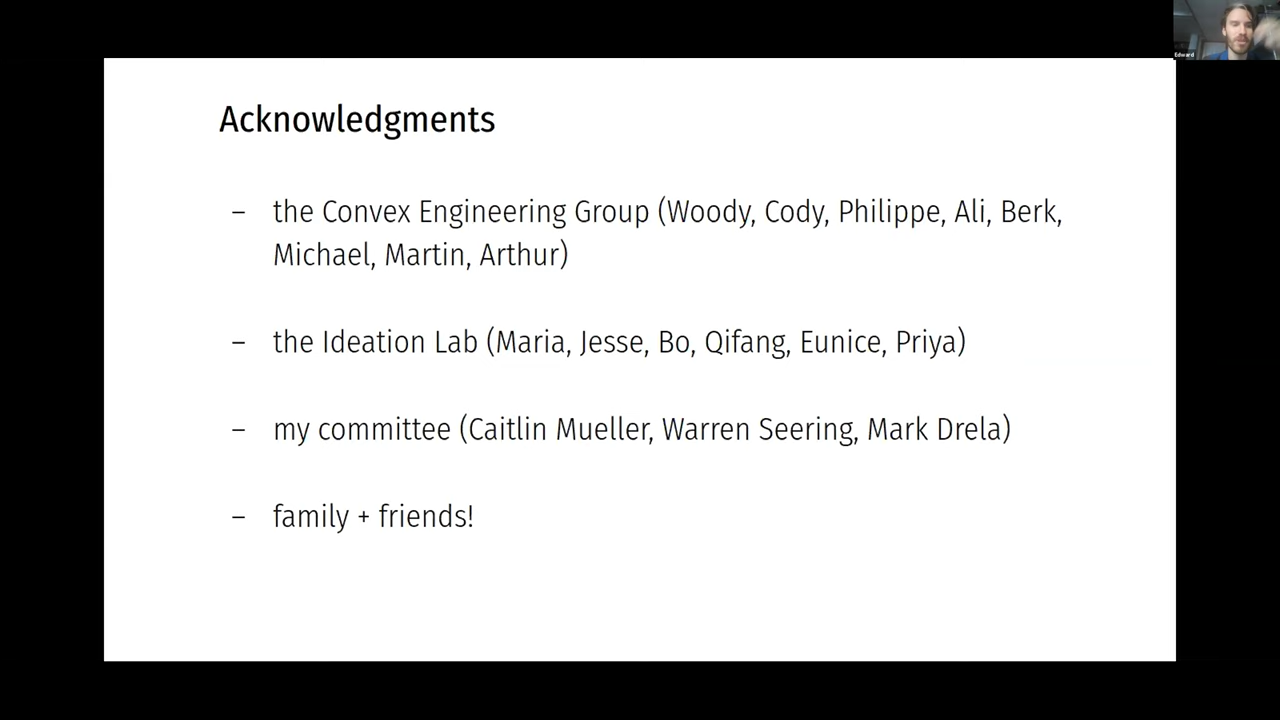 Edward
Acknowledgments
– the Convex Engineering Group (Woody, Cody, Philippe, Ali, Berk,
Michael, Martin, Arthur)
– the Ideation Lab (Maria, Jesse, Bo, Qifang, Eunice, Priya)
– my committee (Caitlin Mueller, Warren Seering, Mark Drela)
– family + friends!